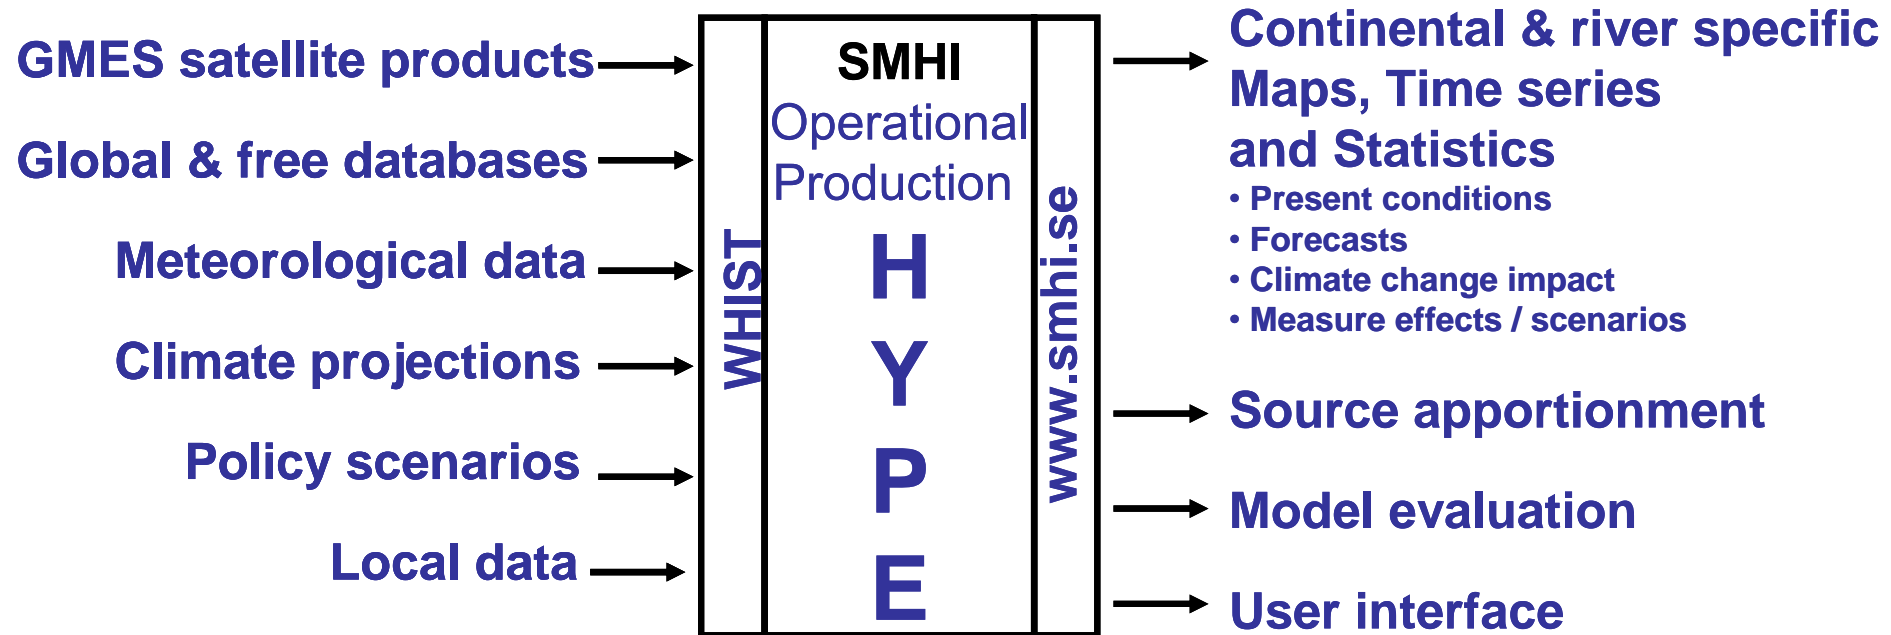 GMES satellite products
Global & free databases
Meteorological data
Climate projections
Policy scenarios
Local data
WHIST
SMHI
Operational
Production
H
Y
P
E
www.smhi.se
Continental & river specific
Maps, Time series
and Statistics
• Present conditions
• Forecasts
• Climate change impact
• Measure effects / scenarios
Source apportionment
Model evaluation
User interface